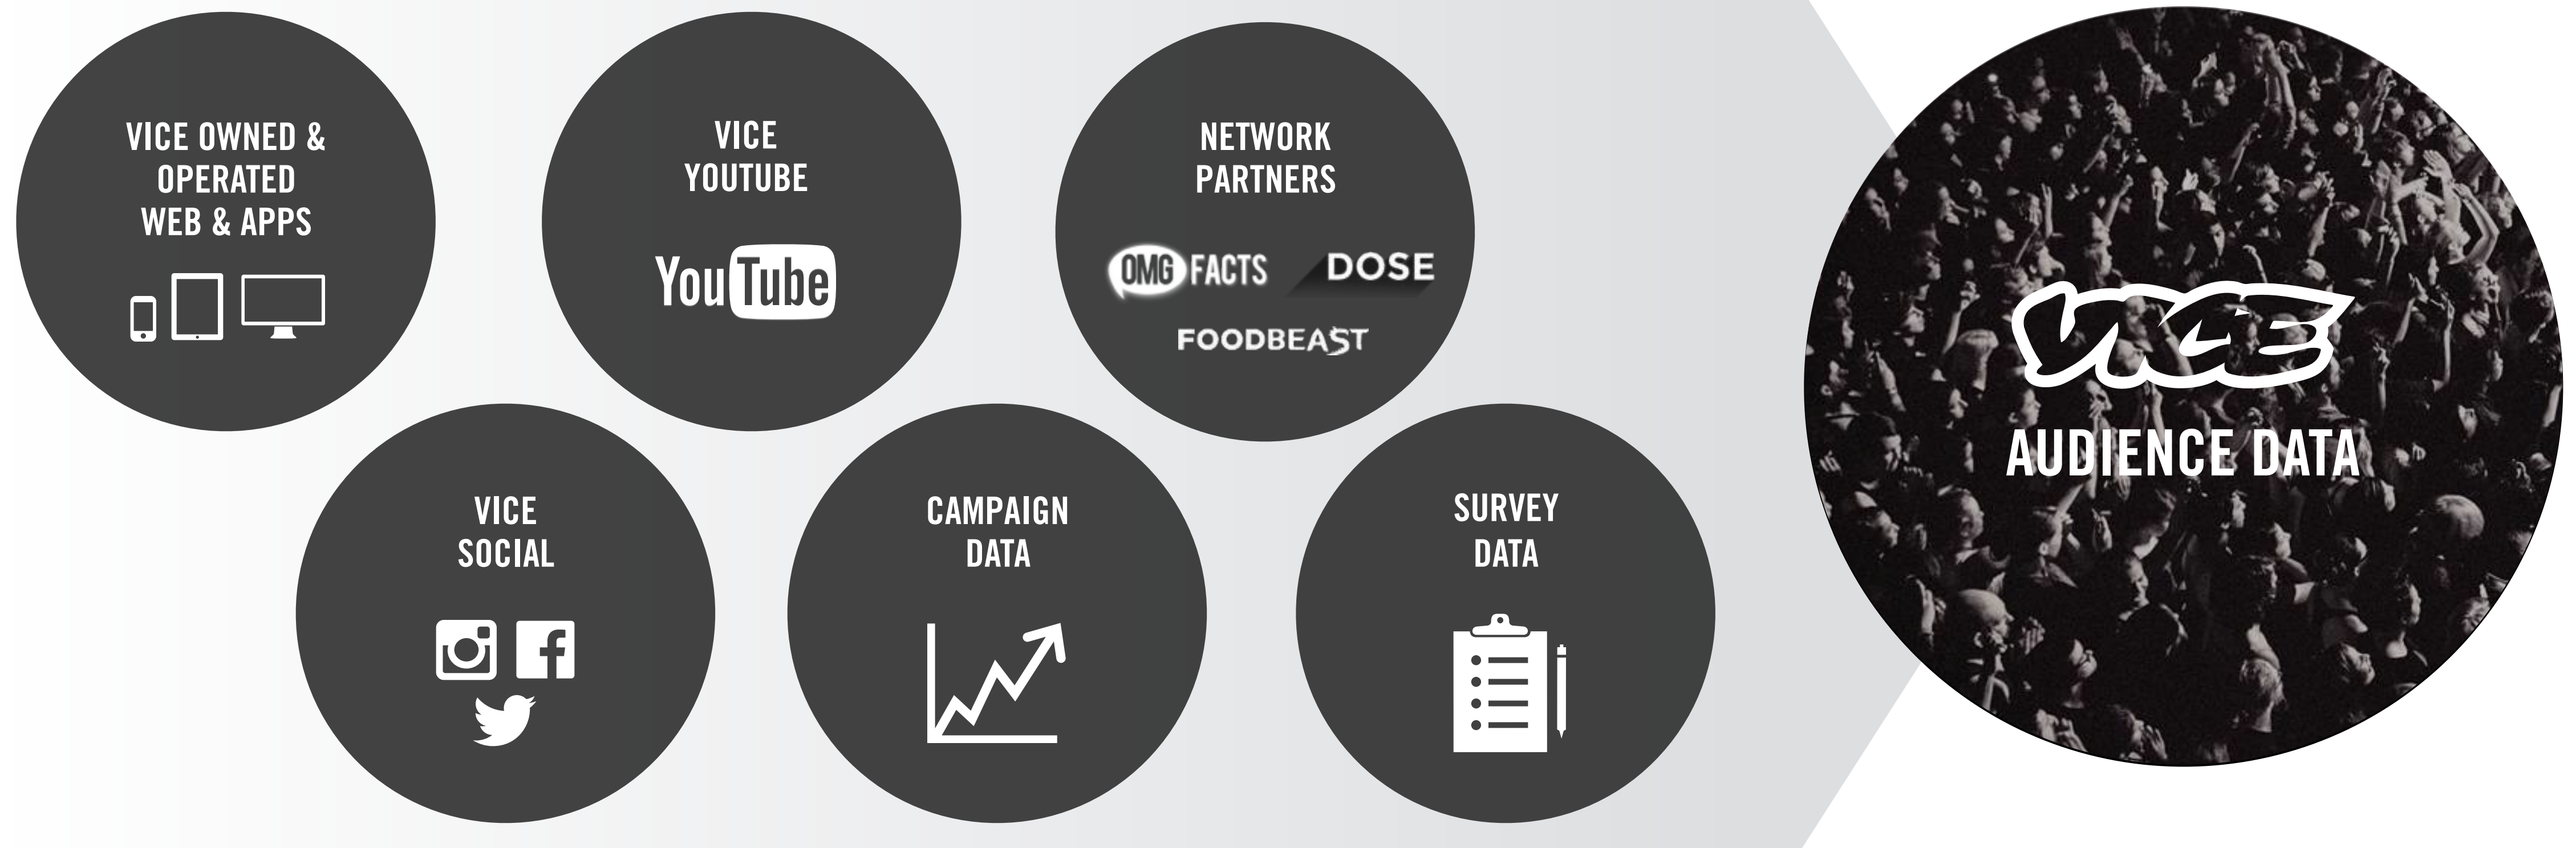 VICE OWNED &
OPERATED
WEB & APPS
VICE
YOUTUBE
YouTube
NETWORK
PARTNERS
OMG FACTS
DOSE
FOODBEAST
VICE
SOCIAL
CAMPAIGN
DATA
SURVEY
DATA
VICE
AUDIENCE DATA